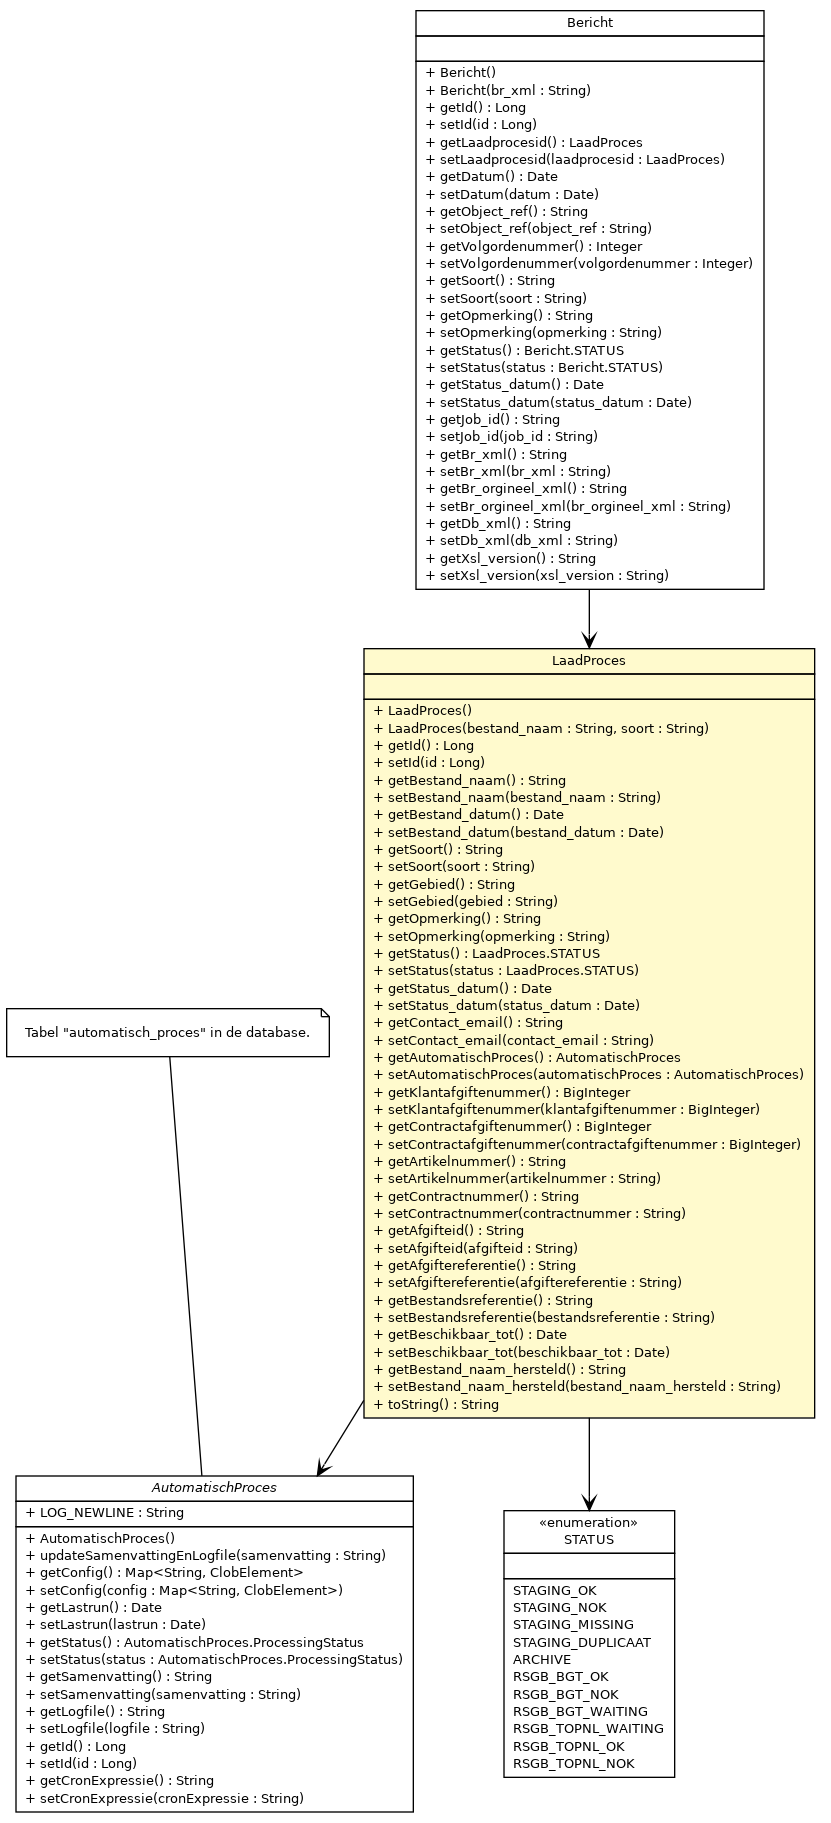 Bericht
+ Bericht()
+ Bericht(br_xml : String)
+ getId() : Long
+ setId(id : Long)
+ getLaadprocesid() : LaadProces
+ setLaadprocesid(laadprocesid : LaadProces)
+ getDatum() : Date
+ setDatum(datum : Date)
+ getObject_ref() : String
+ setObject_ref(object_ref : String)
+ getVolgordenummer() : Integer
+ setVolgordenummer(volgordenummer : Integer)
+ getSoort() : String
+ setSoort(soort : String)
+ getOpmerking() : String
+ setOpmerking(opmerking : String)
+ getStatus() : Bericht.STATUS
+ setStatus(status : Bericht.STATUS)
+ getStatus_datum() : Date
+ setStatus_datum(status_datum : Date)
+ getJob_id() : String
+ setJob_id(job_id : String)
+ getBr_xml() : String
+ setBr_xml(br_xml : String)
+ getBr_orgineel_xml() : String
+ setBr_orgineel_xml(br_orgineel_xml : String)
+ getDb_xml() : String
+ setDb_xml(db_xml : String)
+ getXsl_version() : String
+ setXsl_version(xsl_version : String)
LaadProces
+ LaadProces()
+ LaadProces(bestand_naam : String, soort : String)
+ getId() : Long
+ setId(id : Long)
+ getBestand_naam() : String
+ setBestand_naam(bestand_naam : String)
+ getBestand_datum() : Date
+ setBestand_datum(bestand_datum : Date)
+ getSoort() : String
+ setSoort(soort : String)
+ getGebied() : String
+ setGebied(gebied : String)
+ getOpmerking() : String
+ setOpmerking(opmerking : String)
+ getStatus() : LaadProces.STATUS
+ setStatus(status : LaadProces.STATUS)
+ getStatus_datum() : Date
+ setStatus_datum(status_datum : Date)
+ getContact_email() : String
+ setContact_email(contact_email : String)
+ getAutomatischProces() : AutomatischProces
+ setAutomatischProces(automatischProces : AutomatischProces)
+ getKlantafgiftenummer() : BigInteger
+ setKlantafgiftenummer(klantafgiftenummer : BigInteger)
+ getContractafgiftenummer() : BigInteger
+ setContractafgiftenummer(contractafgiftenummer : BigInteger)
+ getArtikelnummer() : String
+ setArtikelnummer(artikelnummer : String)
+ getContractnummer() : String
+ setContractnummer(contractnummer : String)
+ getAfgifteid() : String
+ setAfgifteid(afgifteid : String)
+ getAfgiftereferentie() : String
+ setAfgiftereferentie(afgiftereferentie : String)
+ getBestandsreferentie() : String
+ setBestandsreferentie(bestandsreferentie : String)
+ getBeschikbaar_tot() : Date
+ setBeschikbaar_tot(beschikbaar_tot : Date)
+ getBestand_naam_hersteld() : String
+ setBestand_naam_hersteld(bestand_naam_hersteld : String)
+ toString() : String
Tabel "automatisch_proces" in de database.
AutomatischProces
+ LOG_NEWLINE : String
+ AutomatischProces()
+ updateSamenvattingEnLogfile(samenvatting : String)
+ getConfig() : Map<String, ClobElement>
+ setConfig(config : Map<String, ClobElement>)
+ getLastrun() : Date
+ setLastrun(lastrun : Date)
+ getStatus() : AutomatischProces.ProcessingStatus
+ setStatus(status : AutomatischProces.ProcessingStatus)
+ getSamenvatting() : String
+ setSamenvatting(samenvatting : String)
+ getLogfile() : String
+ setLogfile(logfile : String)
+ getId() : Long
+ setId(id : Long)
+ getCronExpressie() : String
+ setCronExpressie(cronExpressie : String)
«enumeration»
STATUS
STAGING_OK
STAGING_NOK
STAGING_MISSING
STAGING_DUPLICAAT
ARCHIVE
RSGB_BGT_OK
RSGB_BGT_NOK
RSGB_BGT_WAITING
RSGB_TOPNL_WAITING
RSGB_TOPNL_OK
RSGB_TOPNL_NOK